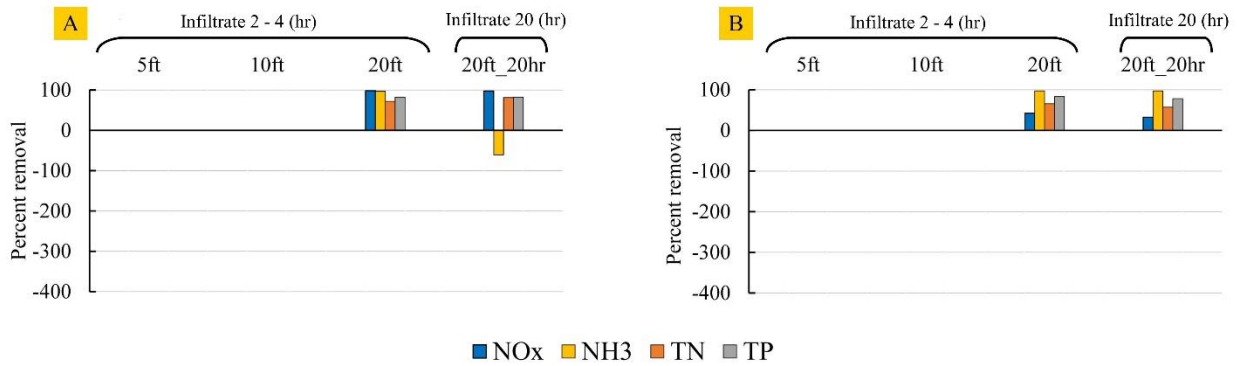 A
Infiltrate 2 - 4 (hr)
Infiltrate 20 (hr)
5ft
10ft
20ft
20ft_20hr
Percent removal
100
0
-100
-200
-300
-400
B
Infiltrate 2 - 4 (hr)
Infiltrate 20 (hr)
5ft
10ft
20ft
20ft_20hr
Percent removal
100
0
-100
-200
-300
-400
NOx NH3 TN TP